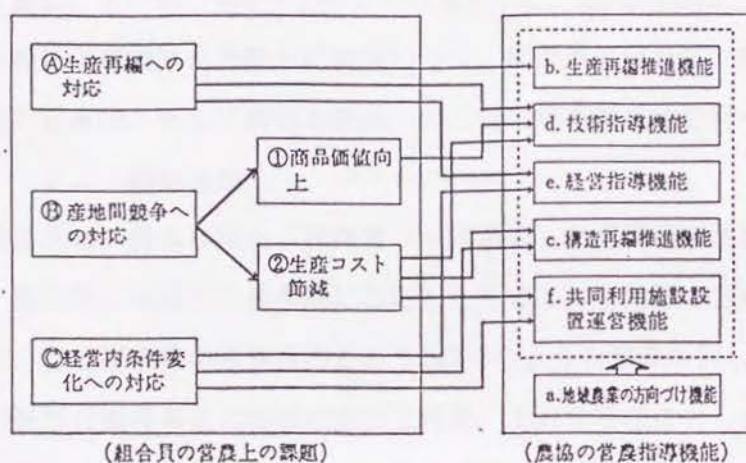 Ⓐ生産再編への
対応
Ⓑ産地間競争へ
の対応
Ⓒ経営内条件変
化への対応
①商品価値向
上
②生産コスト
節減
(組合員の営農上の課題)
b. 生産再編推進機能
d. 技術指導機能
e. 経営指導機能
c. 構造再編推進機能
f. 共同利用施設設
置運営機能
a. 地域農業の方向づけ機能
(農協の営農指導機能)